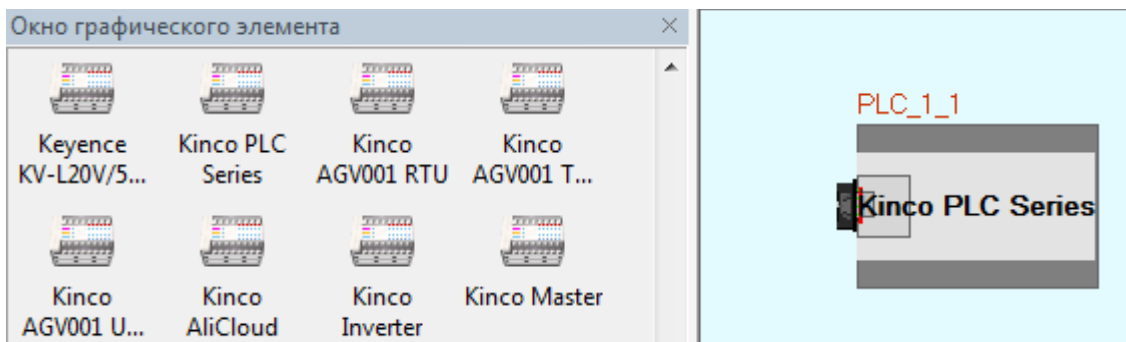 Окно графического элемента
Keyence
KV-L20V/5...
Kinco PLC
Series
Kinco
AGV001 RTU
Kinco
AGV001 T...
Kinco
AGV001 U...
Kinco
AliCloud
Kinco
Inverter
Kinco Master
PLC_1_1
Kinco PLC Series